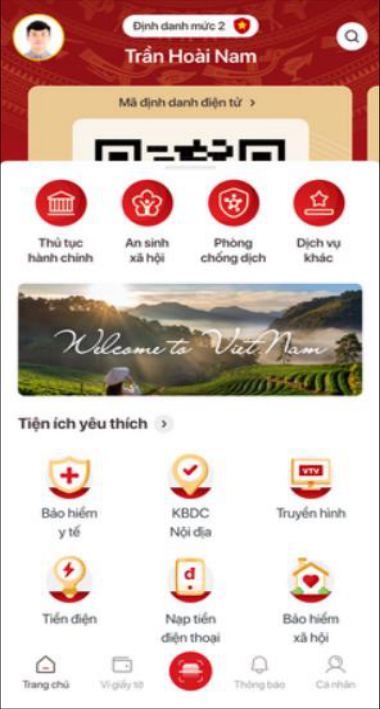 Định danh mức 2
Trần Hoài Nam
Mã định danh điện tử >
Thủ tục
hành chính
An sinh
xã hội
Phòng
chống dịch
Dịch vụ
khác
Welcome to Viet Nam
Tiện ích yêu thích >
VTV
Bảo hiểm
y tế
KBDC
Nội địa
Truyền hình
đ
Tiền điện
Nạp tiền
điện thoại
Bảo hiểm
xã hội
Trang chủ
Ví giấy tờ
Thông báo
Cá nhân